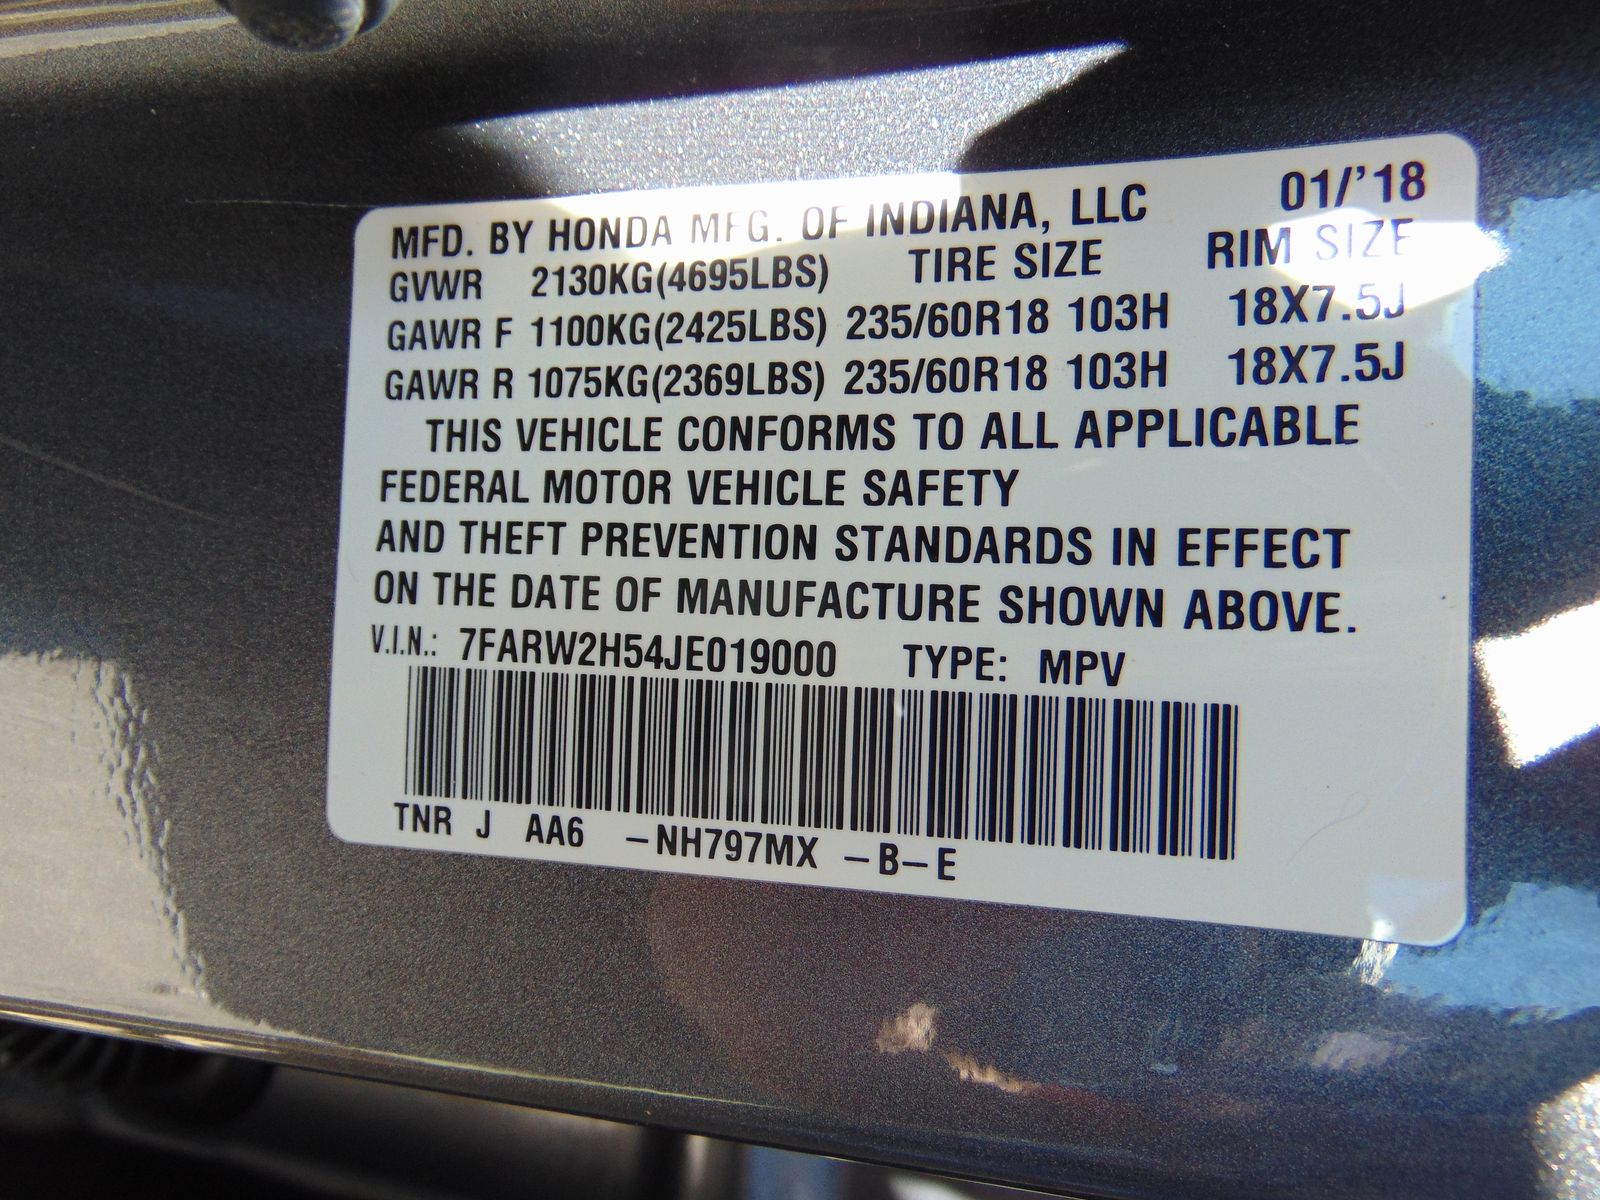 MFD. BY HONDA MFG. OF INDIANA, LLC 01/'18
GVWR 2130KG(4695LBS) TIRE SIZE RIM SIZE
GAWR F 1100KG(2425LBS) 235/60R18 103H 18X7.5J
GAWR R 1075KG(2369LBS) 235/60R18 103H 18X7.5J
THIS VEHICLE CONFORMS TO ALL APPLICABLE
FEDERAL MOTOR VEHICLE SAFETY
AND THEFT PREVENTION STANDARDS IN EFFECT
ON THE DATE OF MANUFACTURE SHOWN ABOVE.
V.I.N.: 7FARW2H54JE019000 TYPE: MPV
TNR J AA6 -NH797MX -B-E